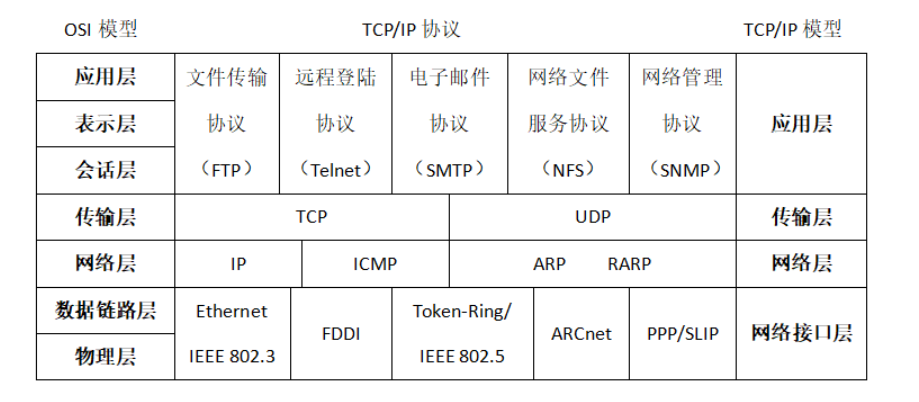 OSI 模型 TCP/IP 协议 TCP/IP 模型
应用层 文件传输 远程登陆 电子邮件 网络文件 网络管理
表示层 协议 协议 协议 服务协议 协议 应用层
会话层 （FTP） （Telnet） （SMTP） （NFS） （SNMP）
传输层 TCP UDP 传输层
网络层 IP ICMP ARP RARP 网络层
数据链路层 Ethernet Token-Ring/
FDDI ARCnet PPP/SLIP 网络接口层
物理层 IEEE 802.3 IEEE 802.5